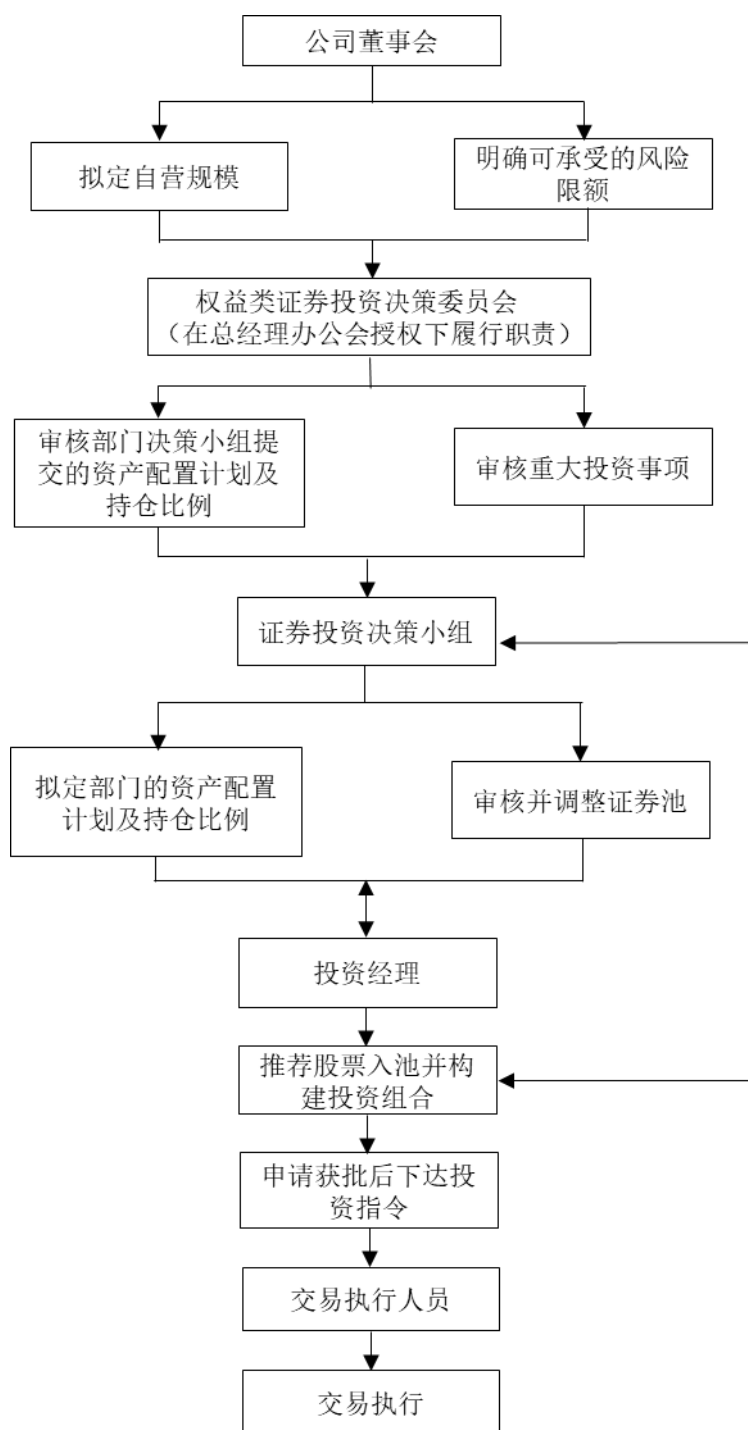 公司董事会
拟定自营规模
明确可承受的风险
限额
权益类证券投资决策委员会
（在总经理办公会授权下履行职责）
审核部门决策小组提
交的资产配置计划及
持仓比例
审核重大投资事项
证券投资决策小组
拟定部门的资产配置
计划及持仓比例
审核并调整证券池
投资经理
推荐股票入池并构
建投资组合
申请获批后下达投
资指令
交易执行人员
交易执行